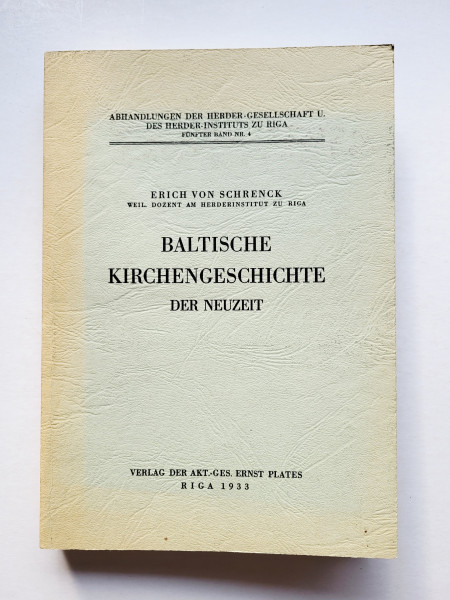 ABHANDLUNGEN DER HERDER-GESELLSCHAFT U.
DES HERDER-INSTITUTS ZU RIGA
FÜNFTER BAND NR. 4
ERICH VON SCHRENCK
WEIL. DOZENT AM HERDERINSTITUT ZU RIGA
BALTISCHE
KIRCHENGESCHICHTE
DER NEUZEIT
VERLAG DER AKT.-GES. ERNST PLATES
RIGA 1933